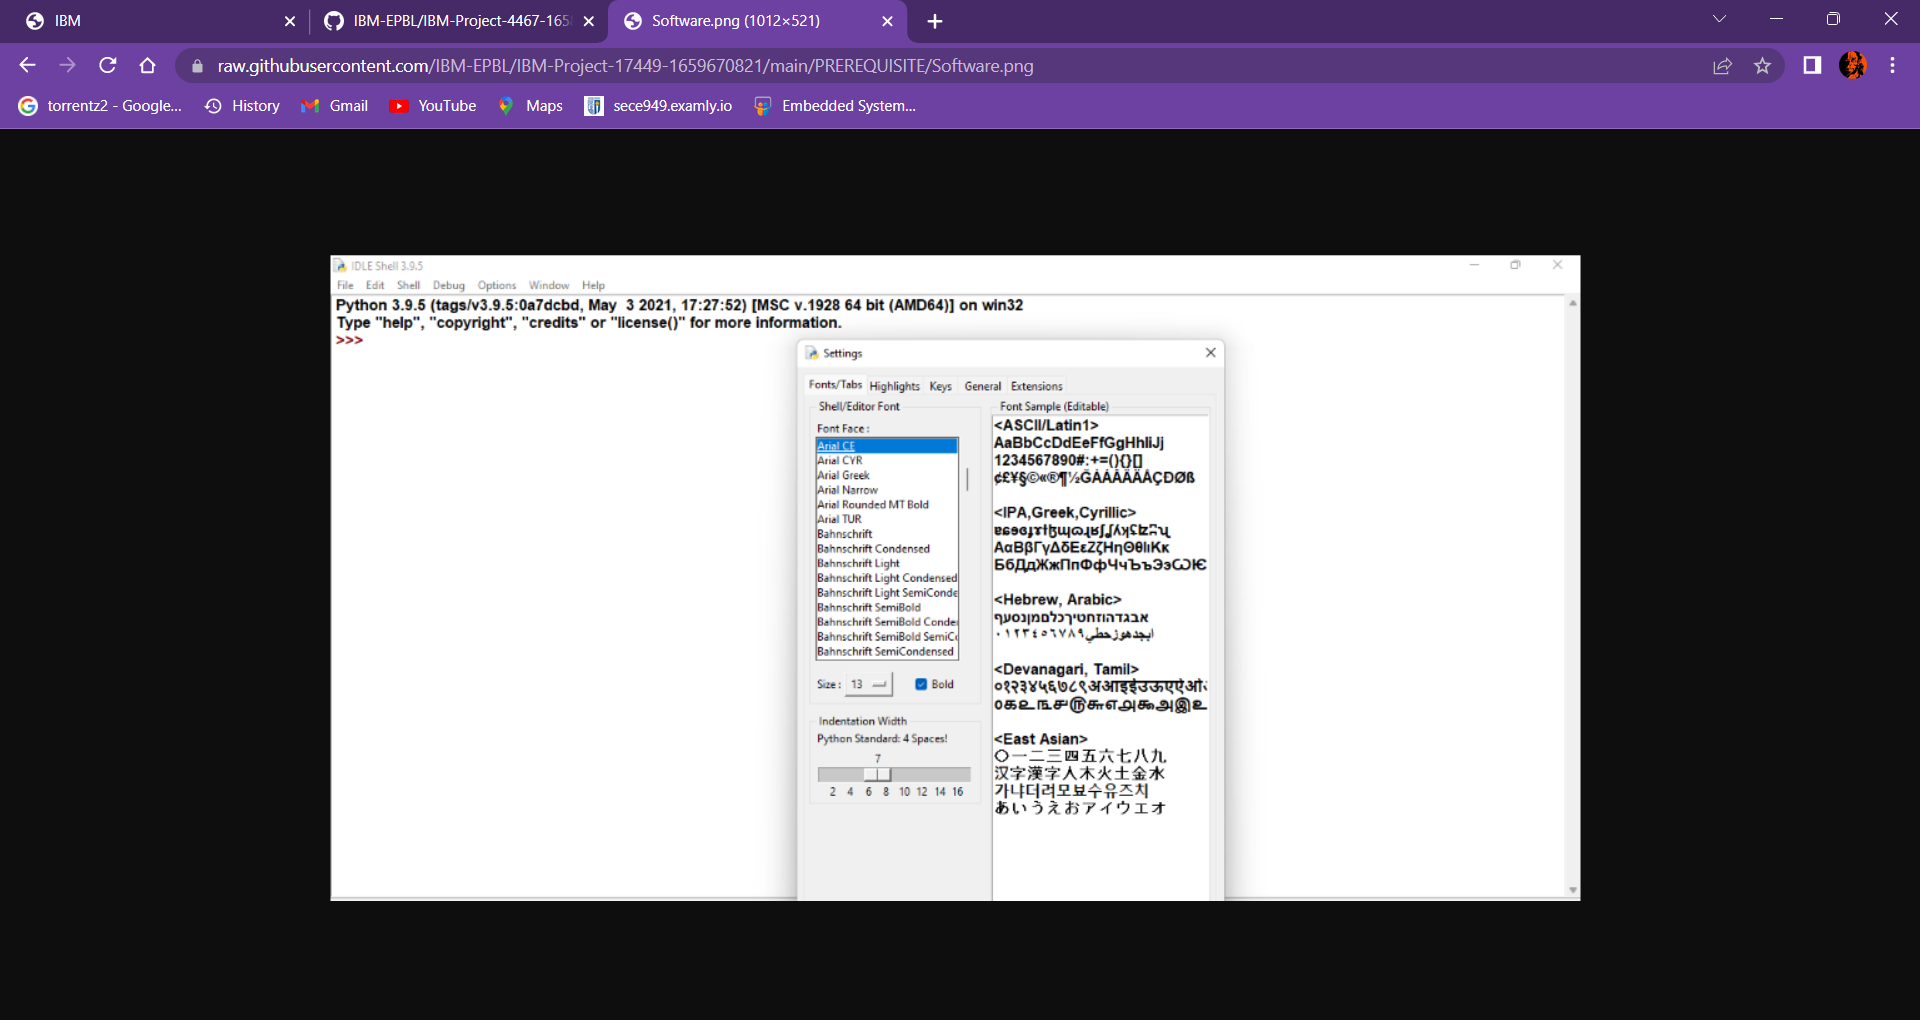 IBM
IBM-EPBL/IBM-Project-4467-165
Software.png (1012×521)
raw.githubusercontent.com/IBM-EPBL/IBM-Project-17449-1659670821/main/PREREQUISITE/Software.png
torrentz2 - Google...
History
Gmail
YouTube
Maps
sece949.examly.io
Embedded System...
IDLE Shell 3.9.5
File Edit Shell Debug Options Window Help
Python 3.9.5 (tags/v3.9.5:0a7dcbd, May  3 2021, 17:27:52) [MSC v.1928 64 bit (AMD64)] on win32
Type "help", "copyright", "credits" or "license()" for more information.
>>>
Settings
Fonts/Tabs Highlights Keys General Extensions
Shell/Editor Font
Font Face :
Arial CE
Arial CYR
Arial Greek
Arial Narrow
Arial Rounded MT Bold
Arial TUR
Bahnschrift
Bahnschrift Condensed
Bahnschrift Light
Bahnschrift Light Condensed
Bahnschrift Light SemiConde
Bahnschrift SemiBold
Bahnschrift SemiBold Conde
Bahnschrift SemiBold SemiC
Bahnschrift SemiCondensed
Size : 13
Bold
Indentation Width
Python Standard: 4 Spaces!
7
2 4 6 8 10 12 14 16
Font Sample (Editable)
<ASCII/Latin1>
AaBbCcDdEeFfGgHhIiJj
1234567890#:+=(){}[]
<IPA,Greek,Cyrillic>
ΑαΒβΓγΔδΕεΖζΗηΘθΙιΚκ
БбДдЖжПпФфЧчЪъЭэѠѤ
<Hebrew, Arabic>
אבגדהוזחטיךכלםמןנסעף
ابجدهوزحطي٠١٢٣٤٥٦٧٨٩
<Devanagari, Tamil>
०१२३४५६७८९अआइईउऊएऐओ
<East Asian>
〇一二三四五六七八九
汉字漢字人木火土金水
가냐더려모뵤수유즈치
あいうえおアイウエオ